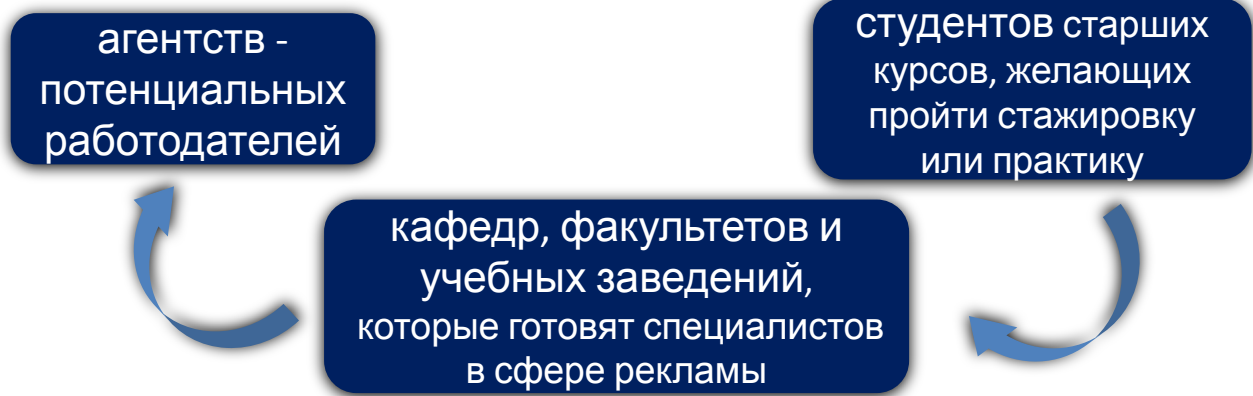 агентств -
потенциальных
работодателей
студентов старших
курсов, желающих
пройти стажировку
или практику
кафедр, факультетов и
учебных заведений,
которые готовят специалистов
в сфере рекламы